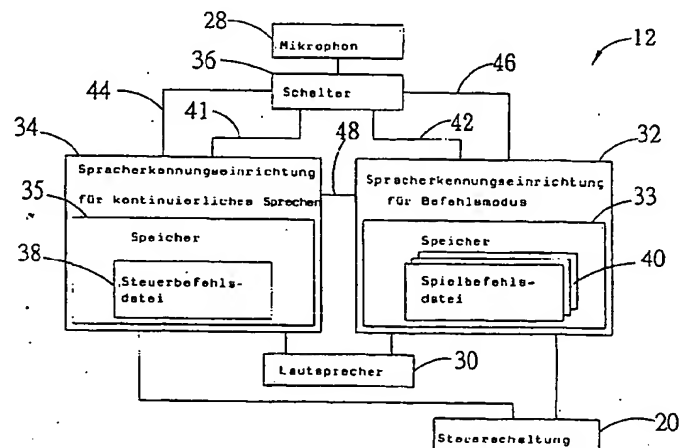 28
Mikrophon
12
36
Schalter
46
44
41
42
34
48
32
Spracherkennungseinrichtung
für kontinuierliches Sprechen
Spracherkennungseinrichtung
für Befehlsmodus
35
33
Speicher
Speicher
38
Steuerbefehls-
datei
Spielbefehls-
datei
40
Lautsprecher
30
Steuerschaltung
20